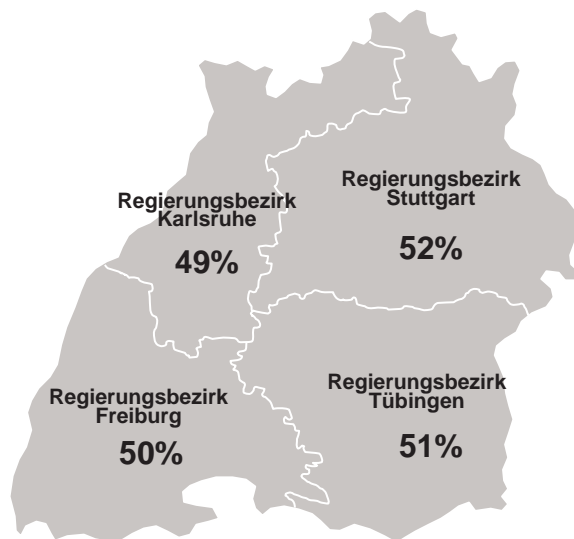 Regierungsbezirk
Karlsruhe
49%
Regierungsbezirk
Stuttgart
52%
Regierungsbezirk
Freiburg
50%
Regierungsbezirk
Tübingen
51%